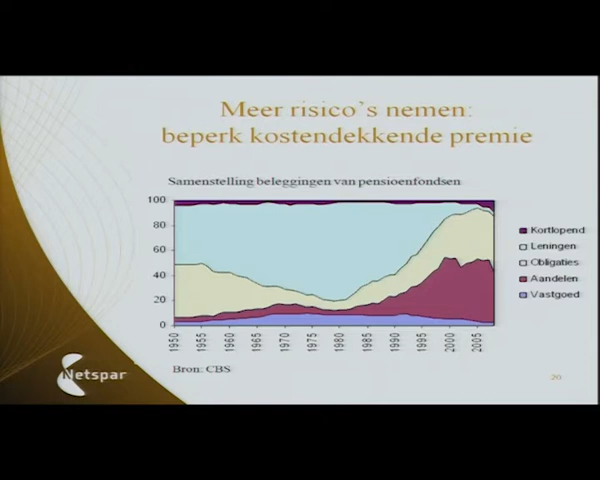 Meer risico's nemen:
beperk kostendekkende premie
Samenstelling beleggingen van pensioenfondsen
100
80
60
40
20
0
1950
1955
1960
1965
1970
1975
1980
1985
1990
1995
2000
2005
Kortlopend
Leningen
Obligaties
Aandelen
Vastgoed
Bron: CBS
Netspar
20